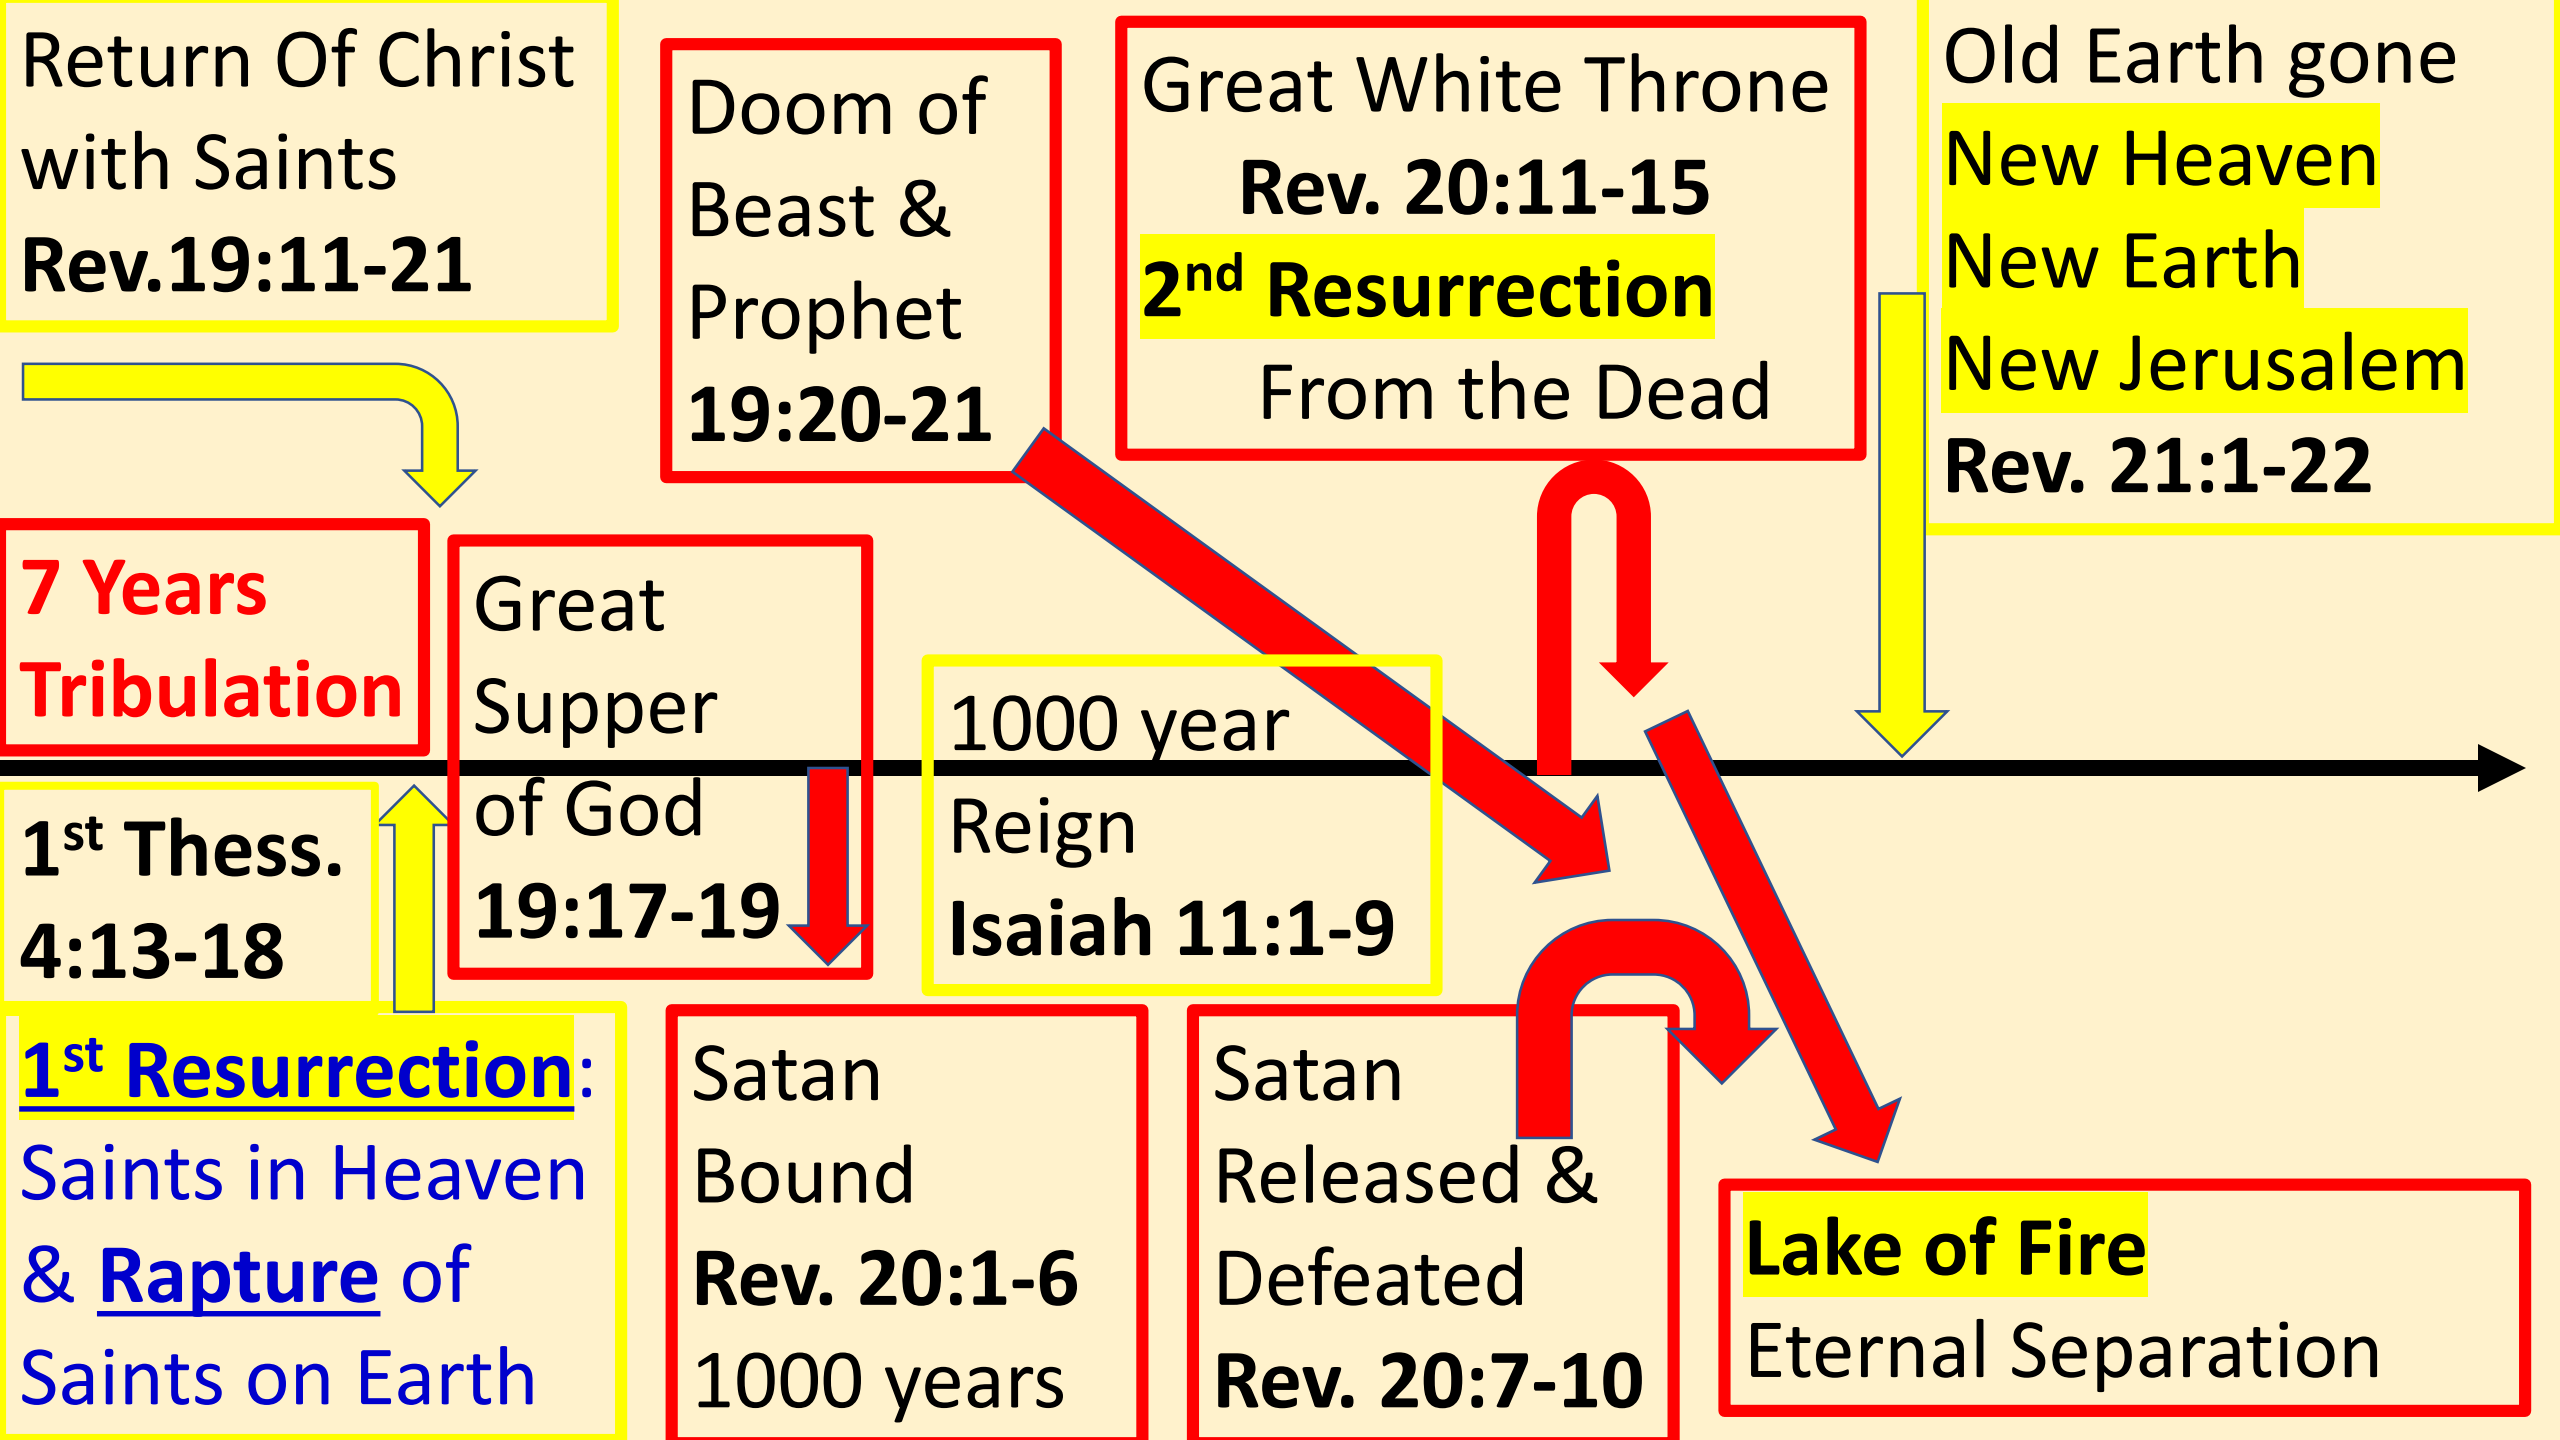 Return Of Christ
with Saints
Rev.19:11-21
Doom of
Beast &
Prophet
19:20-21
Great White Throne
Rev. 20:11-15
2nd Resurrection
From the Dead
Old Earth gone
New Heaven
New Earth
New Jerusalem
Rev. 21:1-22
7 Years
Tribulation
Great
Supper
of God
19:17-19
1000 year
Reign
Isaiah 11:1-9
1st Thess.
4:13-18
1st Resurrection:
Saints in Heaven
& Rapture of
Saints on Earth
Satan
Bound
Rev. 20:1-6
1000 years
Satan
Released &
Defeated
Rev. 20:7-10
Lake of Fire
Eternal Separation